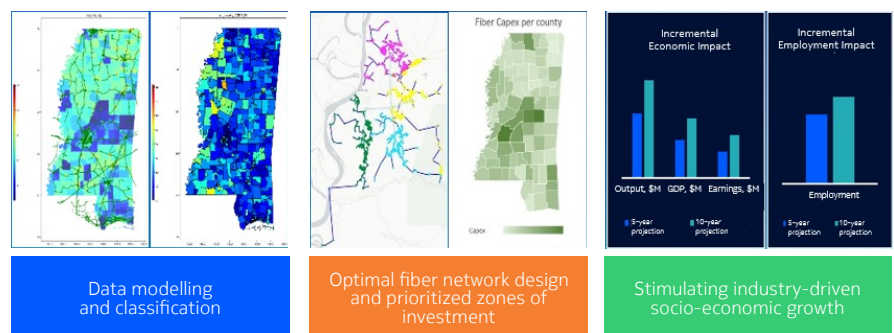 Fiber Capex per county
Capex
Incremental
Economic Impact
Output, $M
GDP, $M
Earnings, $M
5-year
projection
10-year
projection
Incremental
Employment Impact
Employment
5-year
projection
10-year
projection
Data modelling
and classification
Optimal fiber network design
and prioritized zones of
investment
Stimulating industry-driven
socio-economic growth